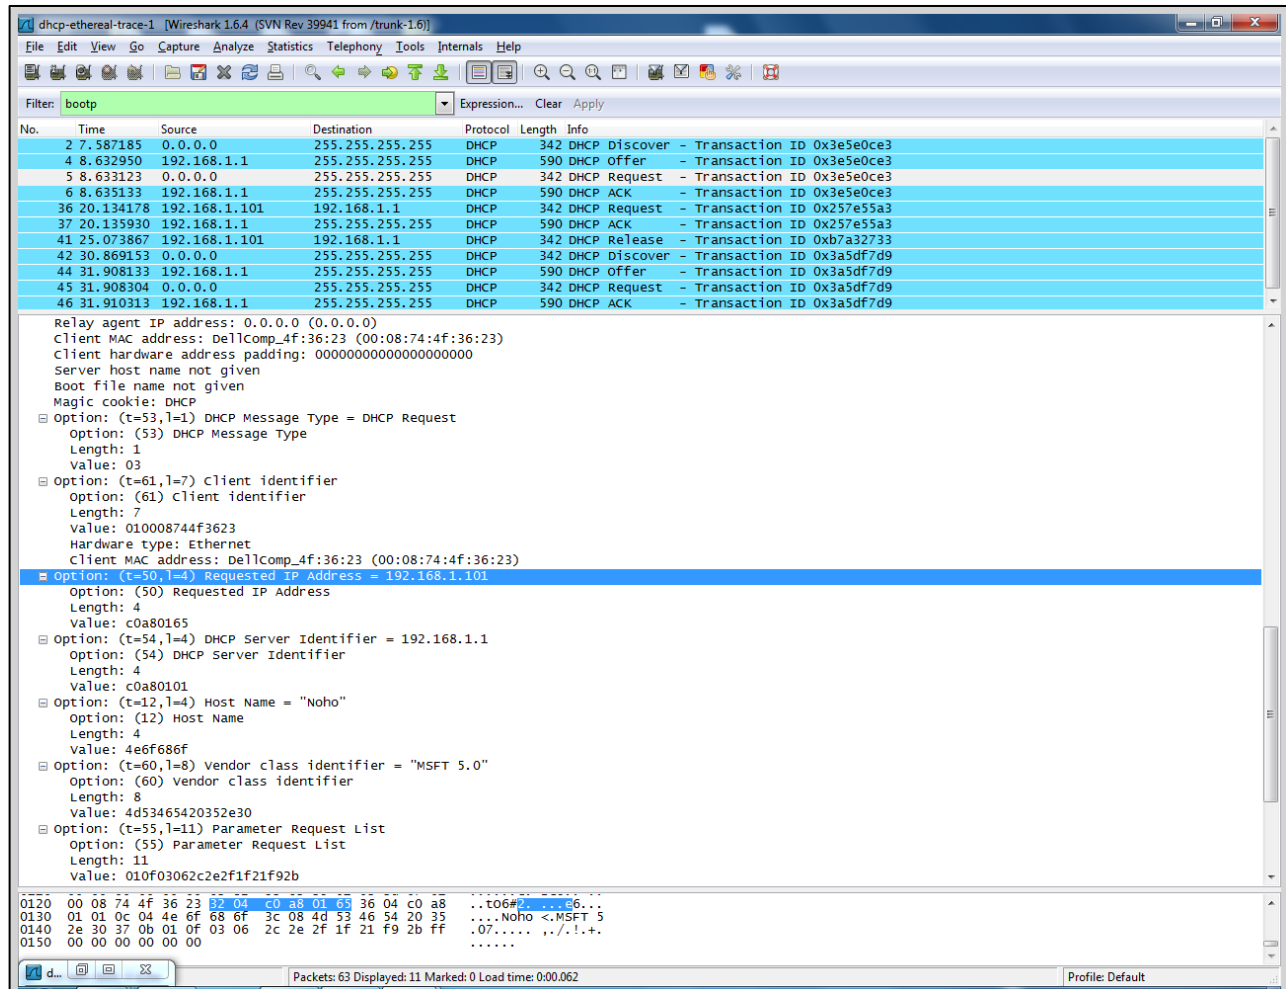 dhcp-ethereal-trace-1 [Wireshark 1.6.4 (SVN Rev 39941 from /trunk-1.6)]
File Edit View Go Capture Analyze Statistics Telephony Tools Internals Help
Filter: bootp Expression... Clear Apply
No. Time Source Destination Protocol Length Info
2 7.587185 0.0.0.0 255.255.255.255 DHCP 342 DHCP Discover - Transaction ID 0x3e5e0ce3
4 8.632950 192.168.1.1 255.255.255.255 DHCP 590 DHCP Offer - Transaction ID 0x3e5e0ce3
5 8.633123 0.0.0.0 255.255.255.255 DHCP 342 DHCP Request - Transaction ID 0x3e5e0ce3
6 8.635133 192.168.1.1 255.255.255.255 DHCP 590 DHCP ACK - Transaction ID 0x3e5e0ce3
36 20.134178 192.168.1.101 192.168.1.1 DHCP 342 DHCP Request - Transaction ID 0x257e55a3
37 20.135930 192.168.1.1 255.255.255.255 DHCP 590 DHCP ACK - Transaction ID 0x257e55a3
41 25.073867 192.168.1.101 192.168.1.1 DHCP 342 DHCP Release - Transaction ID 0xb7a32733
42 30.869153 0.0.0.0 255.255.255.255 DHCP 342 DHCP Discover - Transaction ID 0x3a5df7d9
44 31.908133 192.168.1.1 255.255.255.255 DHCP 590 DHCP Offer - Transaction ID 0x3a5df7d9
45 31.908304 0.0.0.0 255.255.255.255 DHCP 342 DHCP Request - Transaction ID 0x3a5df7d9
46 31.910313 192.168.1.1 255.255.255.255 DHCP 590 DHCP ACK - Transaction ID 0x3a5df7d9
Relay agent IP address: 0.0.0.0 (0.0.0.0)
Client MAC address: DellComp_4f:36:23 (00:08:74:4f:36:23)
Client hardware address padding: 00000000000000000000
Server host name not given
Boot file name not given
Magic cookie: DHCP
Option: (t=53,l=1) DHCP Message Type = DHCP Request
Option: (53) DHCP Message Type
Length: 1
Value: 03
Option: (t=61,l=7) Client identifier
Option: (61) Client identifier
Length: 7
Value: 010008744f3623
Hardware type: Ethernet
Client MAC address: DellComp_4f:36:23 (00:08:74:4f:36:23)
Option: (t=50,l=4) Requested IP Address = 192.168.1.101
Option: (50) Requested IP Address
Length: 4
Value: c0a80165
Option: (t=54,l=4) DHCP Server Identifier = 192.168.1.1
Option: (54) DHCP Server Identifier
Length: 4
Value: c0a80101
Option: (t=12,l=4) Host Name = "Noho"
Option: (12) Host Name
Length: 4
Value: 4e6f686f
Option: (t=60,l=8) Vendor class identifier = "MSFT 5.0"
Option: (60) Vendor class identifier
Length: 8
Value: 4d53465420352e30
Option: (t=55,l=11) Parameter Request List
Option: (55) Parameter Request List
Length: 11
Value: 010f03062c2e2f1f21f92b
0120 00 08 74 4f 36 23 32 04 c0 a8 01 65 36 04 c0 a8 ..tO6#2. ...e6...
0130 01 01 0c 04 4e 6f 68 6f 3c 08 4d 53 46 54 20 35 ....Noho <.MSFT 5
0140 2e 30 37 0b 01 0f 03 06 2c 2e 2f 1f 21 f9 2b ff .07..... ,./.!.+.
0150 00 00 00 00 00 00 ......
d...
Packets: 63 Displayed: 11 Marked: 0 Load time: 0:00.062 Profile: Default